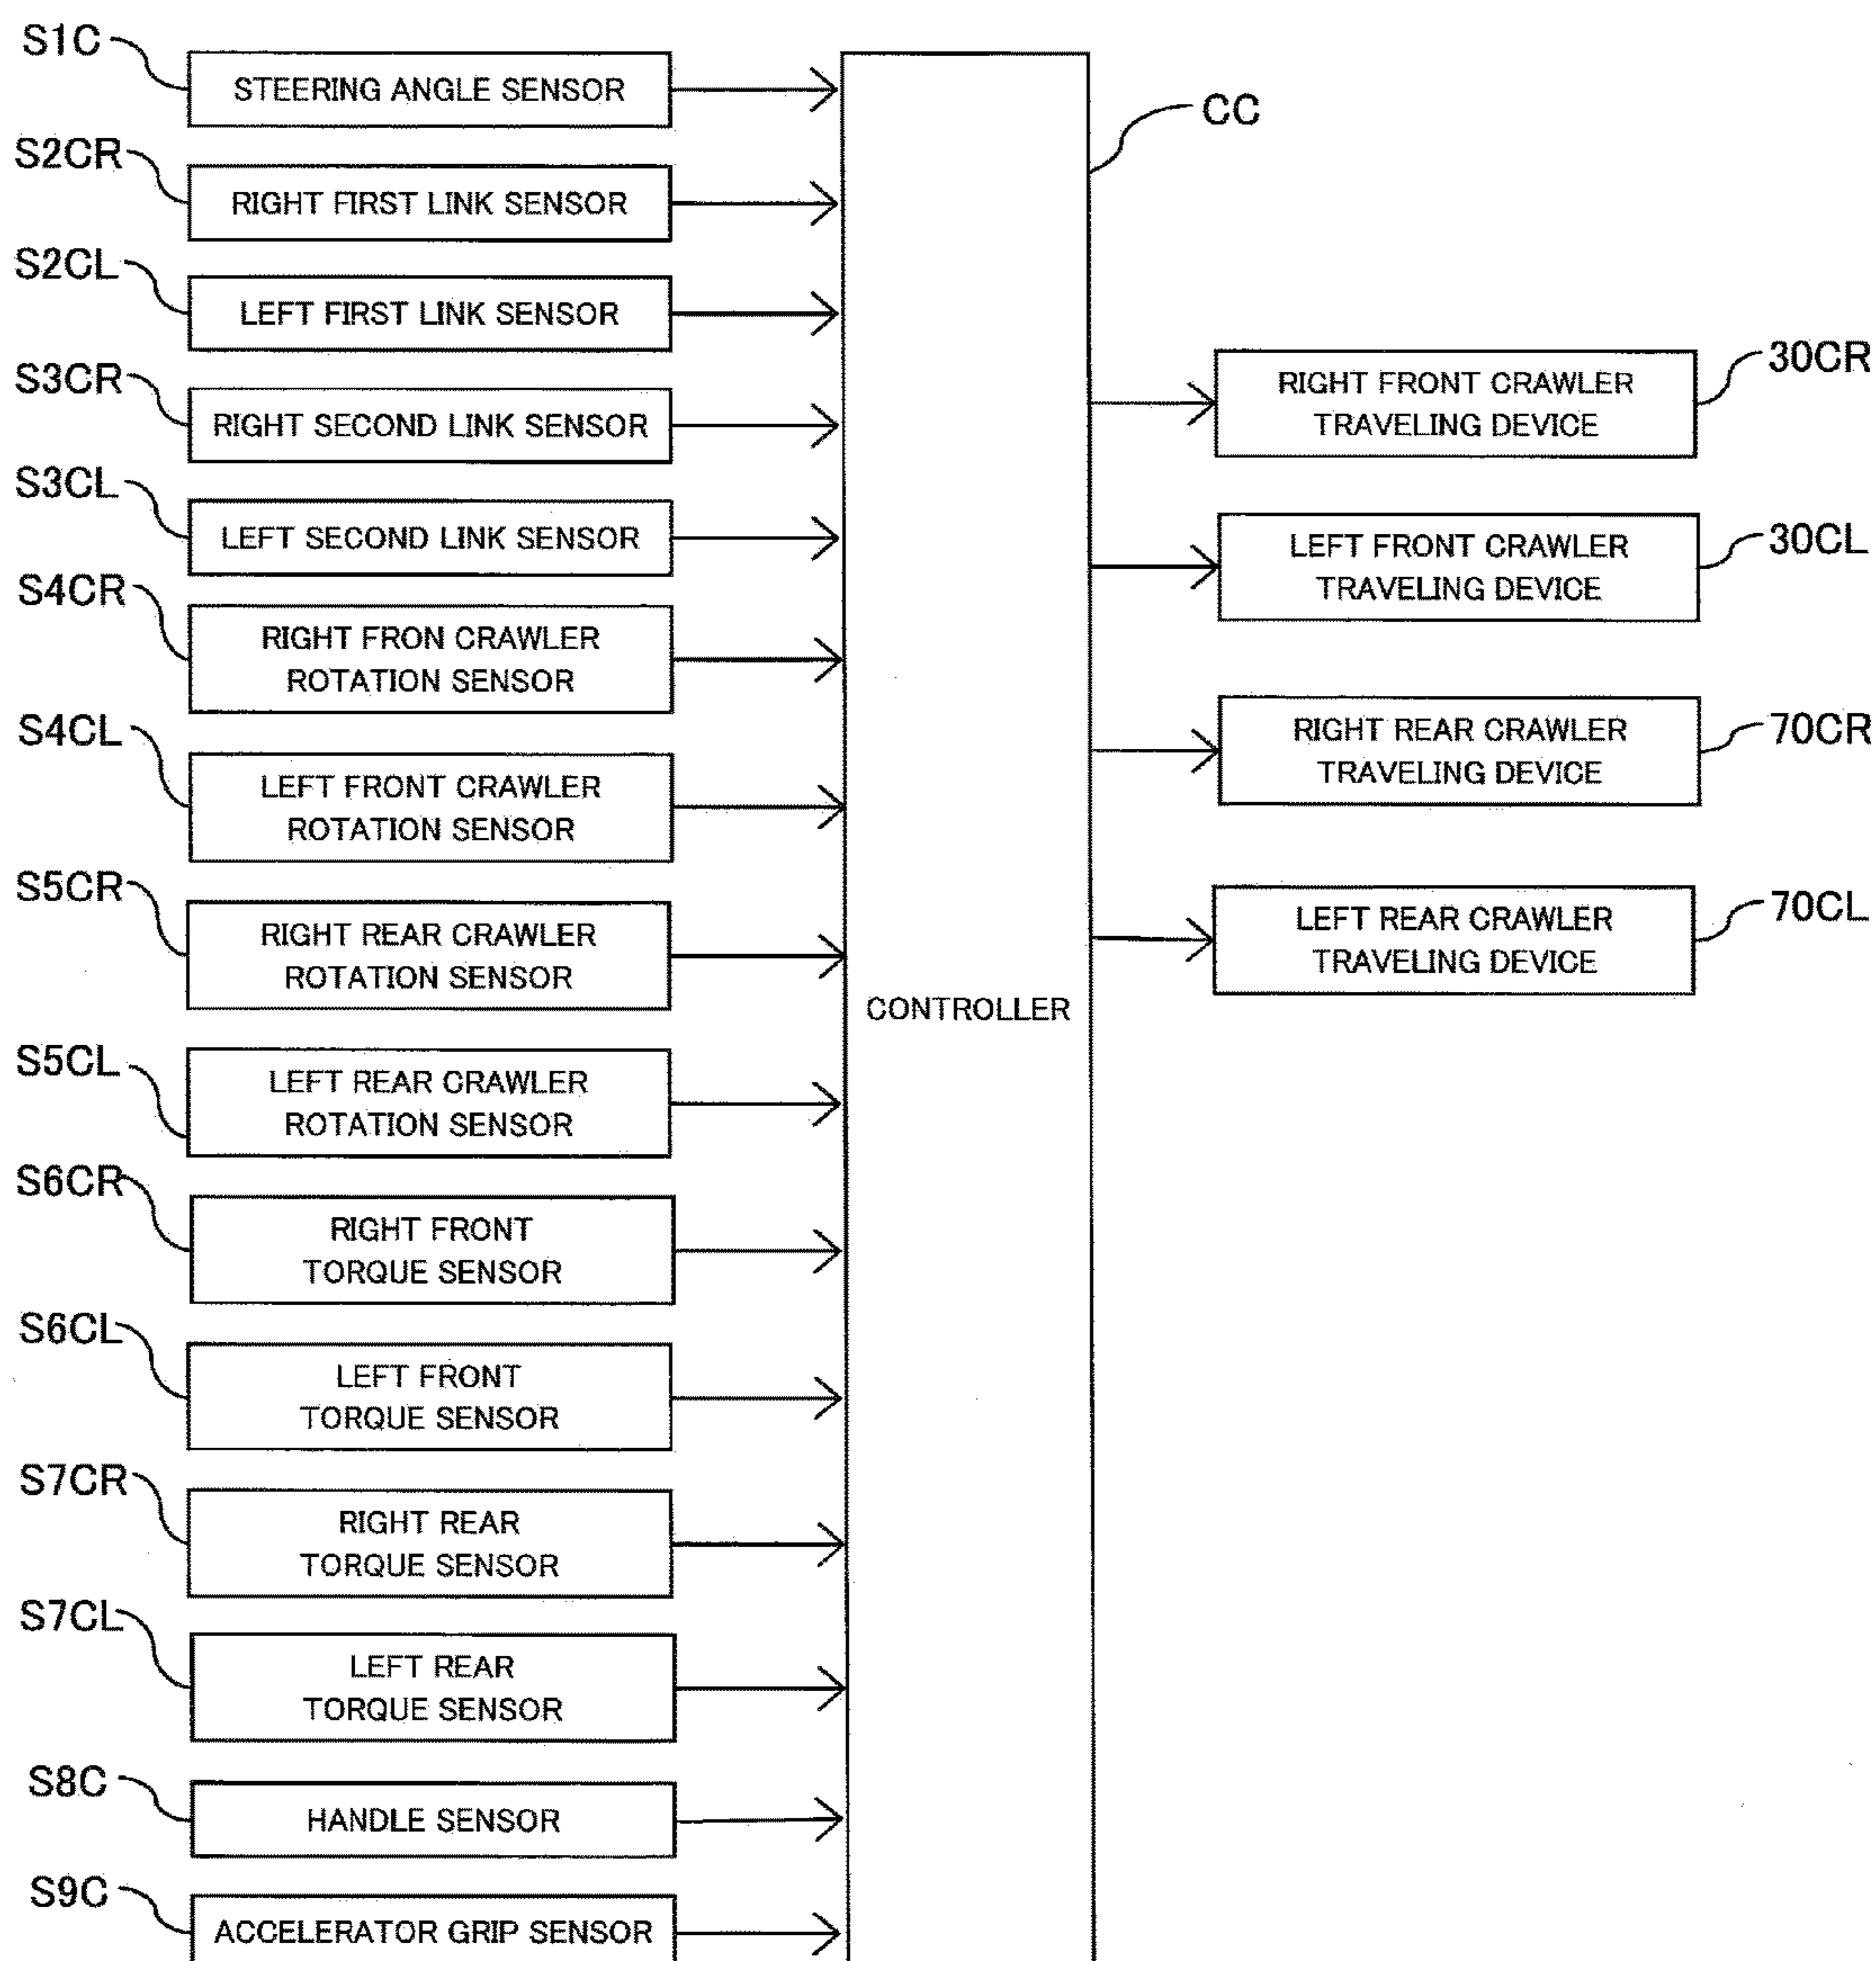 S1C
STEERING ANGLE SENSOR
S2CR
RIGHT FIRST LINK SENSOR
S2CL
LEFT FIRST LINK SENSOR
S3CR
RIGHT SECOND LINK SENSOR
S3CL
LEFT SECOND LINK SENSOR
S4CR
RIGHT FRON CRAWLER
ROTATION SENSOR
S4CL
LEFT FRONT CRAWLER
ROTATION SENSOR
S5CR
RIGHT REAR CRAWLER
ROTATION SENSOR
S5CL
LEFT REAR CRAWLER
ROTATION SENSOR
S6CR
RIGHT FRONT
TORQUE SENSOR
S6CL
LEFT FRONT
TORQUE SENSOR
S7CR
RIGHT REAR
TORQUE SENSOR
S7CL
LEFT REAR
TORQUE SENSOR
S8C
HANDLE SENSOR
S9C
ACCELERATOR GRIP SENSOR
CC
CONTROLLER
30CR
RIGHT FRONT CRAWLER
TRAVELING DEVICE
30CL
LEFT FRONT CRAWLER
TRAVELING DEVICE
70CR
RIGHT REAR CRAWLER
TRAVELING DEVICE
70CL
LEFT REAR CRAWLER
TRAVELING DEVICE